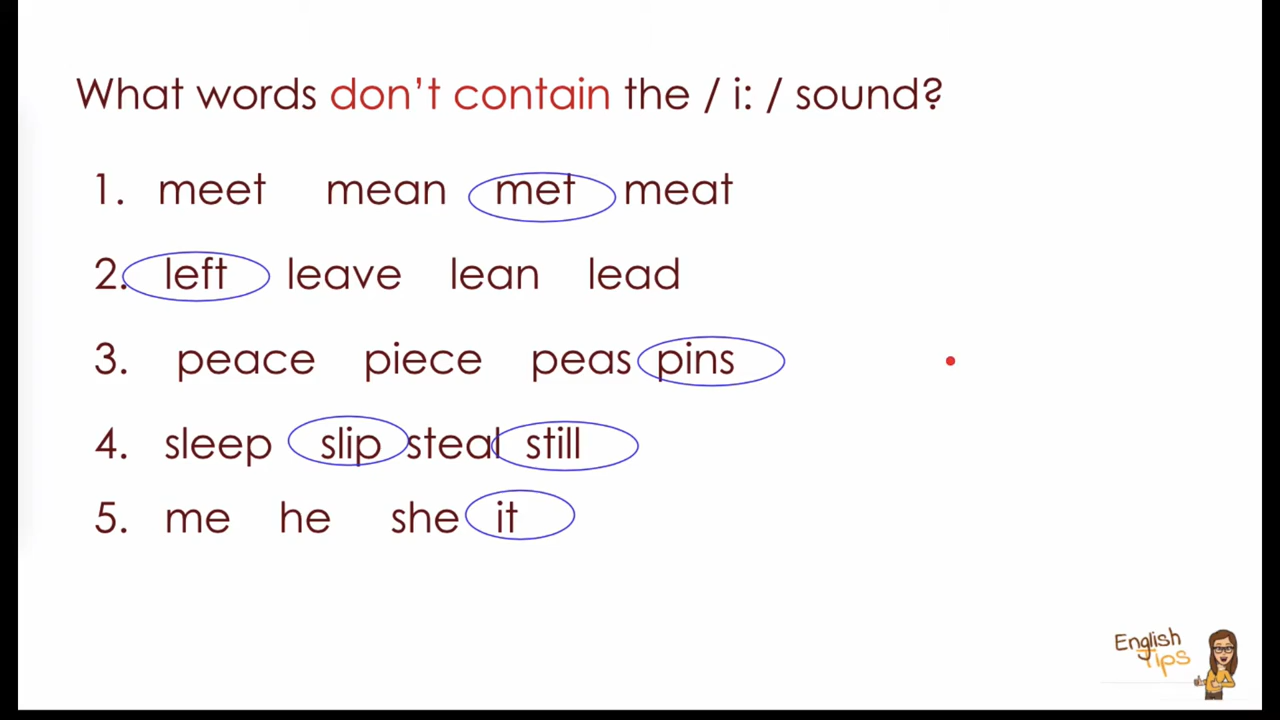 What words don't contain the / i: / sound?
1. meet mean met meat
2. left leave lean lead
3. peace piece peas pins
4. sleep slip steal still
5. me he she it
English
Tips